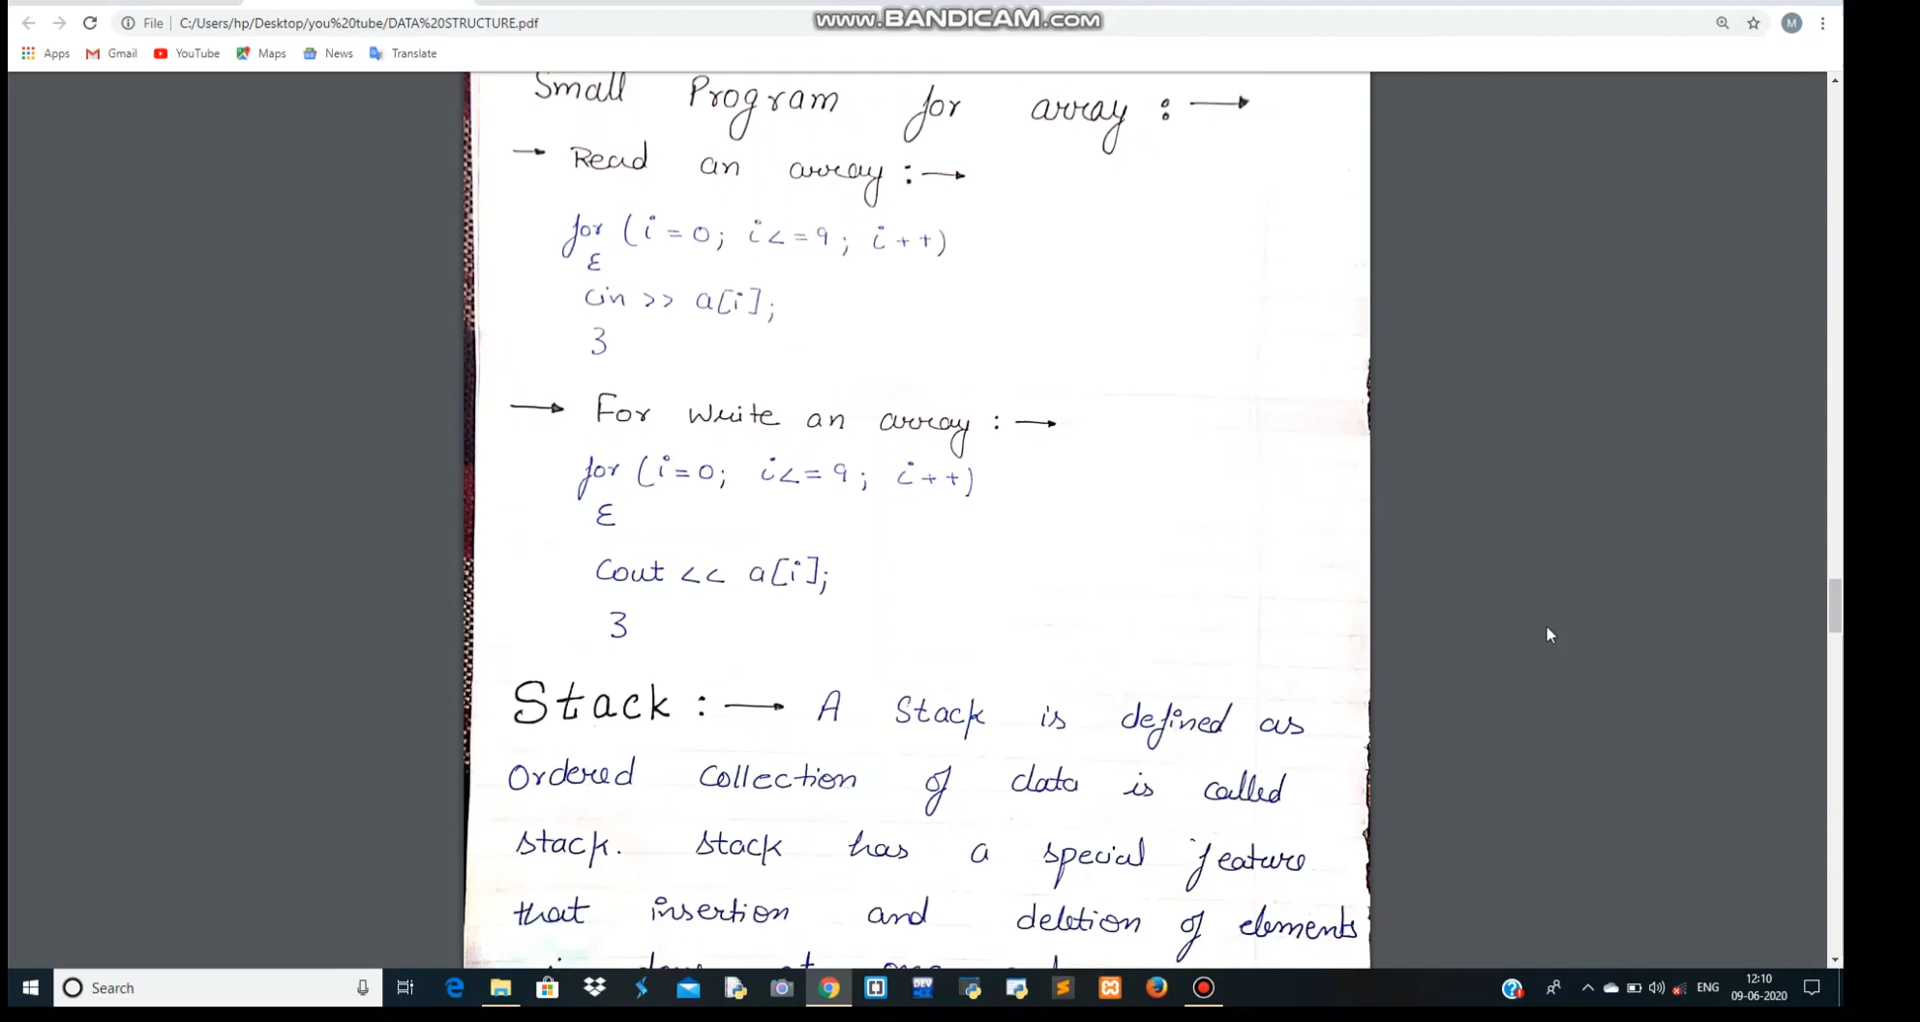 www.BANDICAM.com
File C:/Users/hp/Desktop/you%20tube/DATA%20STRUCTURE.pdf
M
Apps Gmail YouTube Maps News Translate
Small Program for array :→
→ Read an array :→
for (i=0; i<=9; i++)
{
cin >> a[i];
}
→ For write an array :→
for (i=0; i<=9; i++)
{
Cout << a[i];
}
Stack :→ A Stack is defined as
Ordered Collection of data is called
stack. Stack has a special feature
that insertion and deletion of elements
Search
DEV
ENG
12:10
09-06-2020